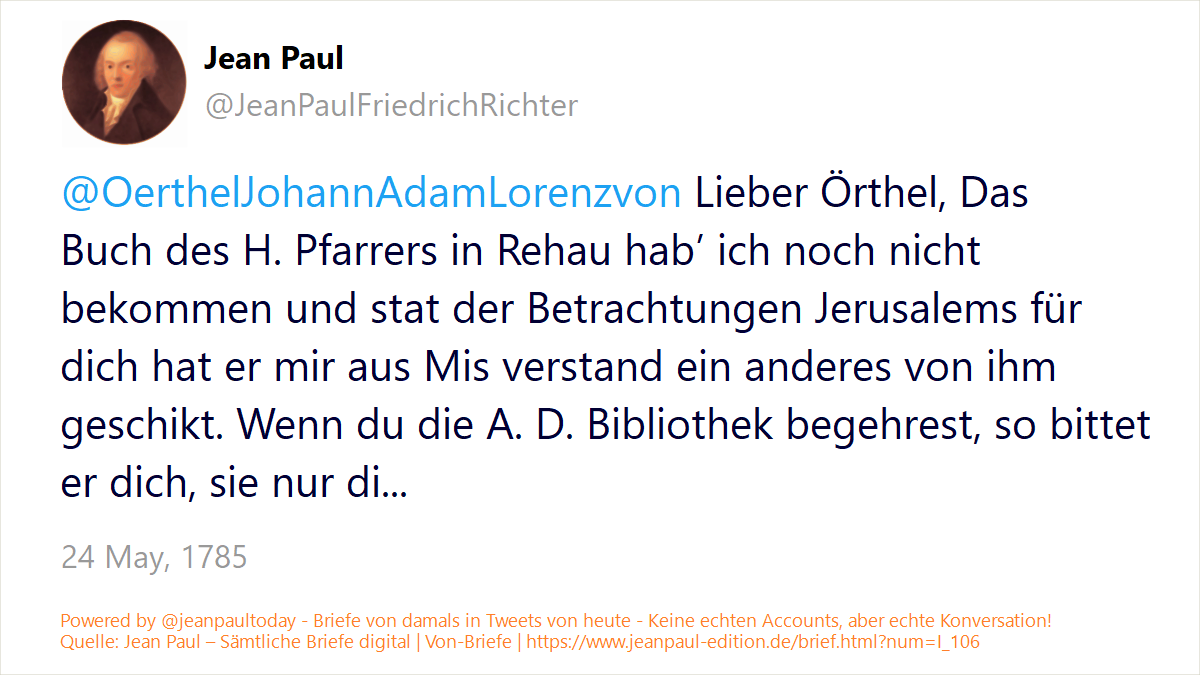 Jean Paul
@JeanPaulFriedrichRichter
@OerthelJohannAdamLorenzvon Lieber Örthel, Das
Buch des H. Pfarrers in Rehau hab’ ich noch nicht
bekommen und stat der Betrachtungen Jerusalems für
dich hat er mir aus Mis verstand ein anderes von ihm
geschikt. Wenn du die A. D. Bibliothek begehrest, so bittet
er dich, sie nur di...
24 May, 1785
Powered by @jeanpaultoday - Briefe von damals in Tweets von heute - Keine echten Accounts, aber echte Konversation!
Quelle: Jean Paul – Sämtliche Briefe digital | Von-Briefe | https://www.jeanpaul-edition.de/brief.html?num=I_106